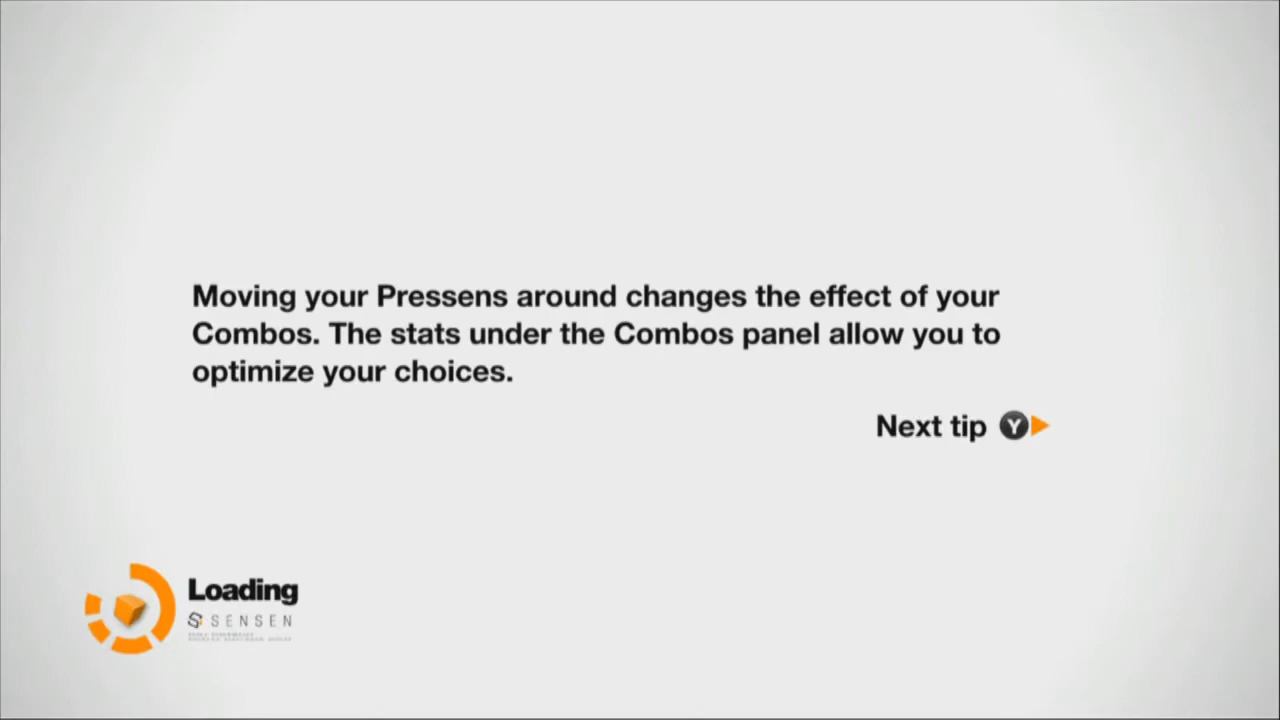 Moving your Pressens around changes the effect of your
Combos. The stats under the Combos panel allow you to
optimize your choices.
Next tip Y
Loading
SENSEN